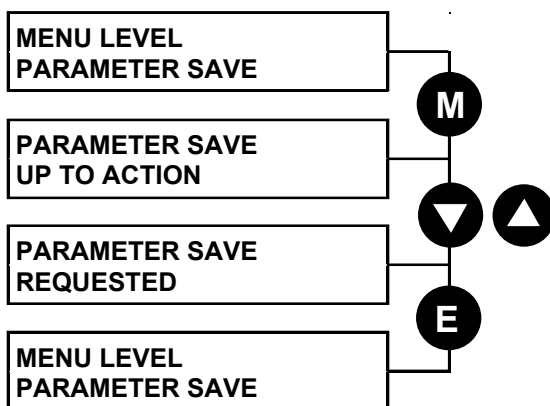 MENU LEVEL
PARAMETER SAVE
M
PARAMETER SAVE
UP TO ACTION
PARAMETER SAVE
REQUESTED
E
MENU LEVEL
PARAMETER SAVE